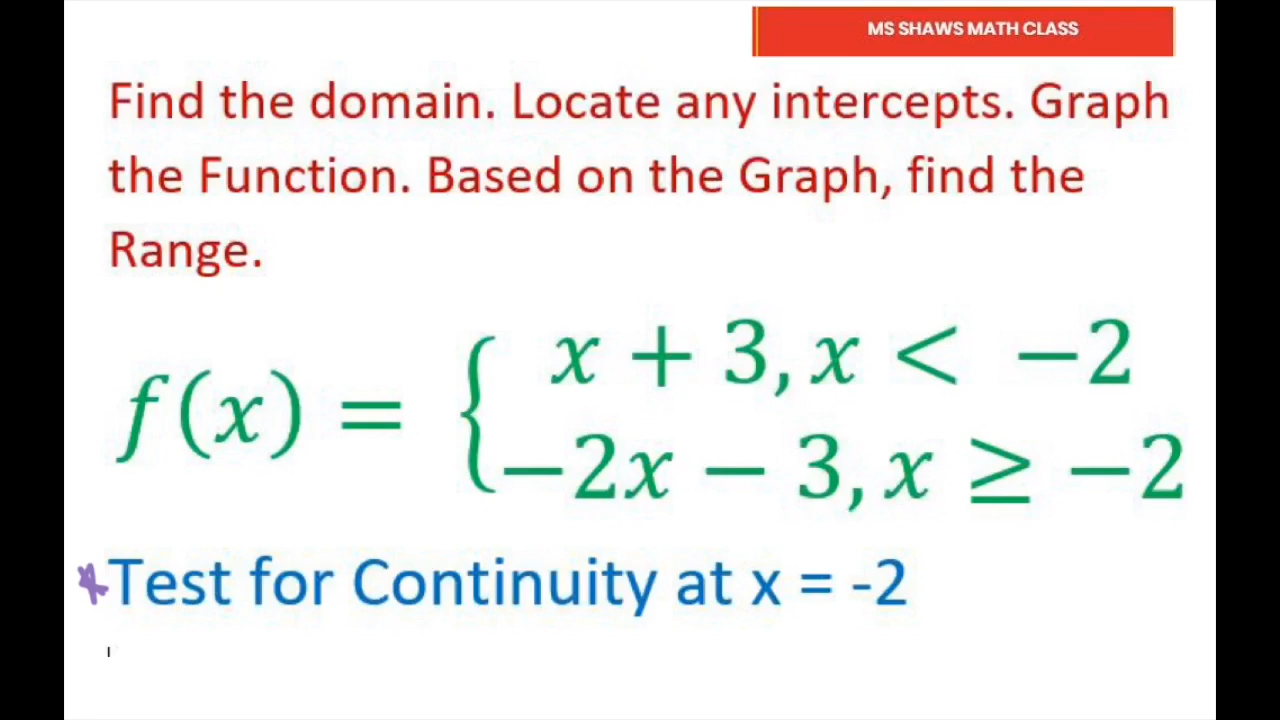 MS SHAWS MATH CLASS
Find the domain. Locate any intercepts. Graph
the Function. Based on the Graph, find the
Range.
f(x) = { x + 3, x < −2
−2x − 3, x ≥ −2
*Test for Continuity at x = -2